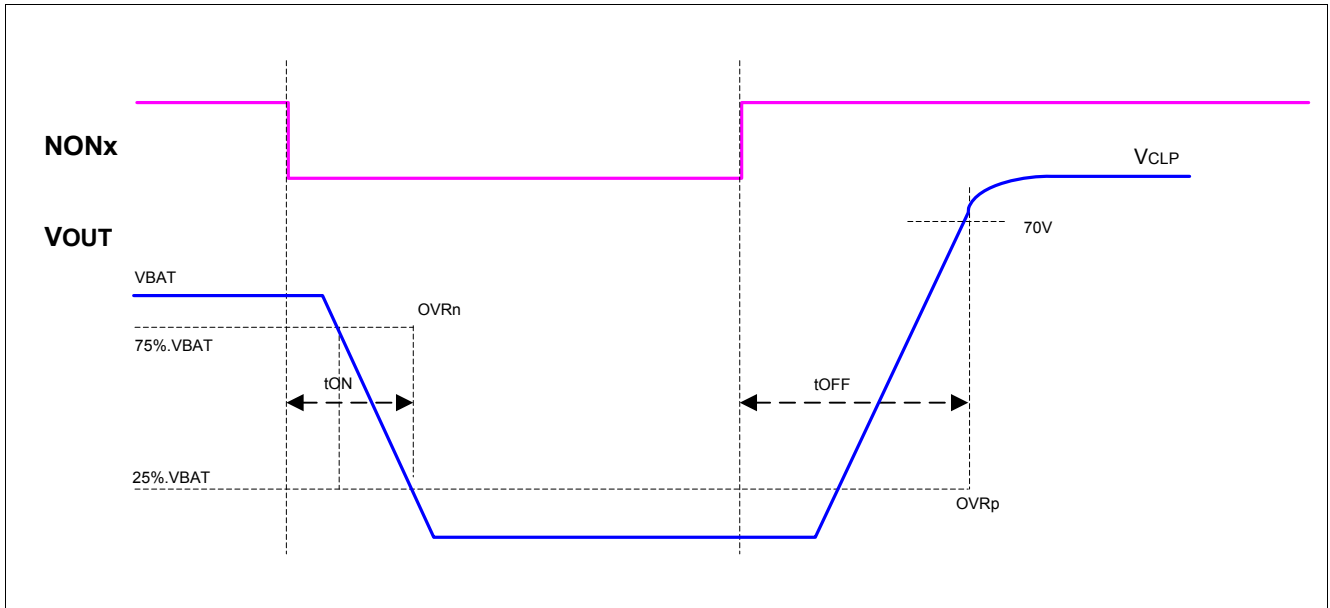 NONx
VCLP
70V
VOUT
VBAT
OVRn
75%.VBAT
tON
tOFF
25%.VBAT
OVRp